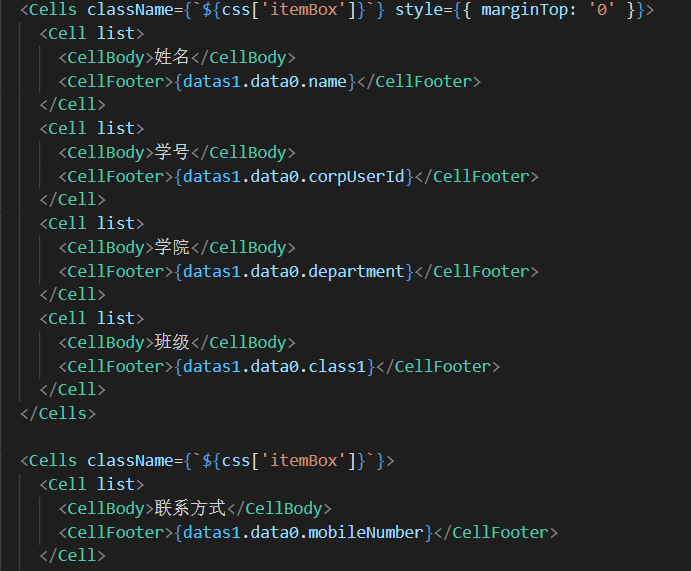 <Cells className={`${css['itemBox']}`} style={{ marginTop: '0' }}>
<Cell list>
<CellBody>姓名</CellBody>
<CellFooter>{datas1.data0.name}</CellFooter>
</Cell>
<Cell list>
<CellBody>学号</CellBody>
<CellFooter>{datas1.data0.corpUserId}</CellFooter>
</Cell>
<Cell list>
<CellBody>学院</CellBody>
<CellFooter>{datas1.data0.department}</CellFooter>
</Cell>
<Cell list>
<CellBody>班级</CellBody>
<CellFooter>{datas1.data0.class1}</CellFooter>
</Cell>
</Cells>
<Cells className={`${css['itemBox']}`}>
<Cell list>
<CellBody>联系方式</CellBody>
<CellFooter>{datas1.data0.mobileNumber}</CellFooter>
</Cell>